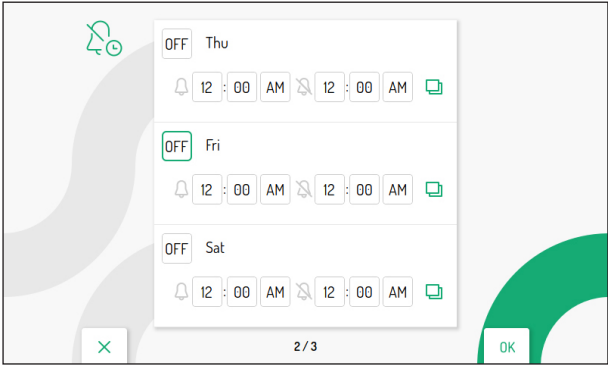 OFF Thu
12 : 00 AM 12 : 00 AM
OFF Fri
12 : 00 AM 12 : 00 AM
OFF Sat
12 : 00 AM 12 : 00 AM
2/3
OK